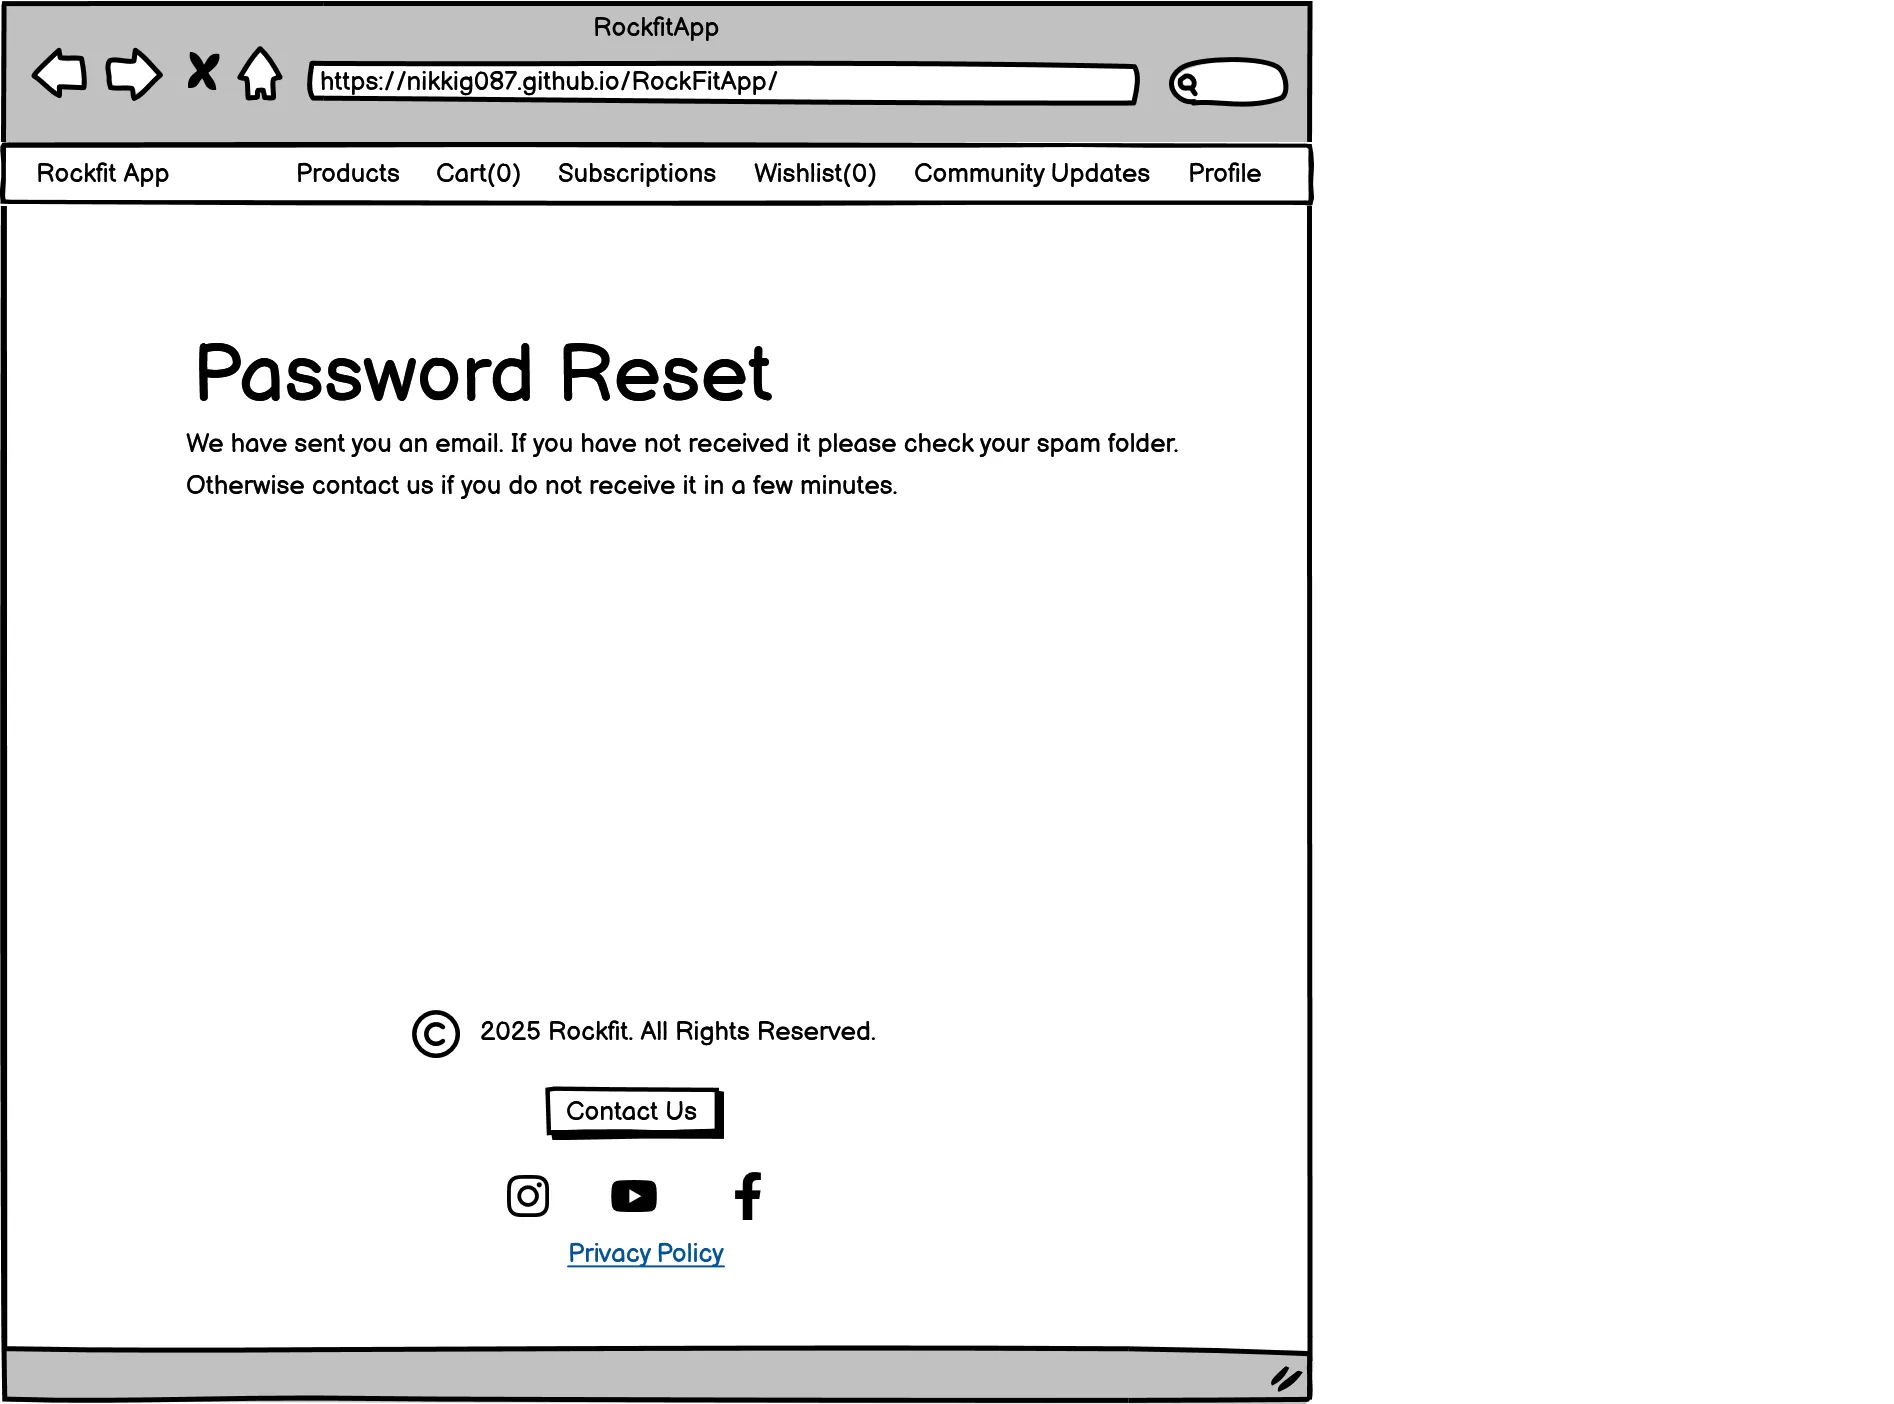 RockfitApp
https://nikkig087.github.io/RockFitApp/
Rockfit App Products Cart(0) Subscriptions Wishlist(0) Community Updates Profile
Password Reset
We have sent you an email. If you have not received it please check your spam folder.
Otherwise contact us if you do not receive it in a few minutes.
© 2025 Rockfit. All Rights Reserved.
Contact Us
Privacy Policy